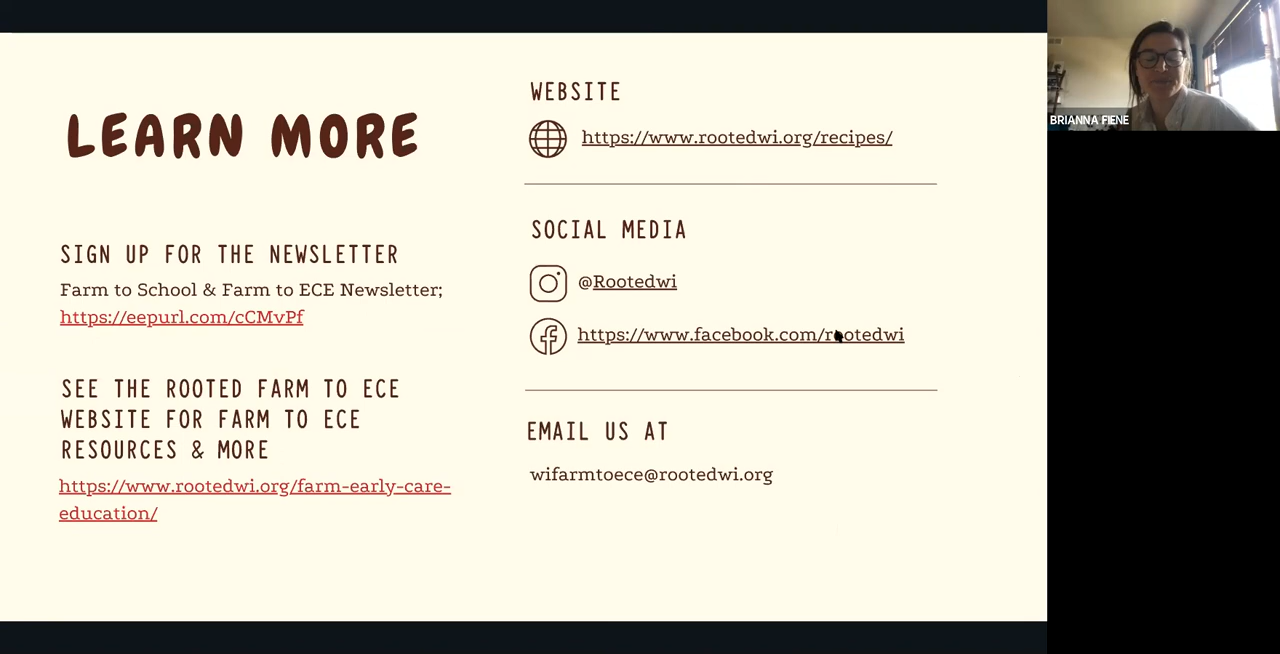 LEARN MORE
SIGN UP FOR THE NEWSLETTER
Farm to School & Farm to ECE Newsletter;
https://eepurl.com/cCMvPf
SEE THE ROOTED FARM TO ECE
WEBSITE FOR FARM TO ECE
RESOURCES & MORE
https://www.rootedwi.org/farm-early-care-
education/
WEBSITE
https://www.rootedwi.org/recipes/
SOCIAL MEDIA
@Rootedwi
https://www.facebook.com/rootedwi
EMAIL US AT
wifarmtoece@rootedwi.org
BRIANNA FIENE